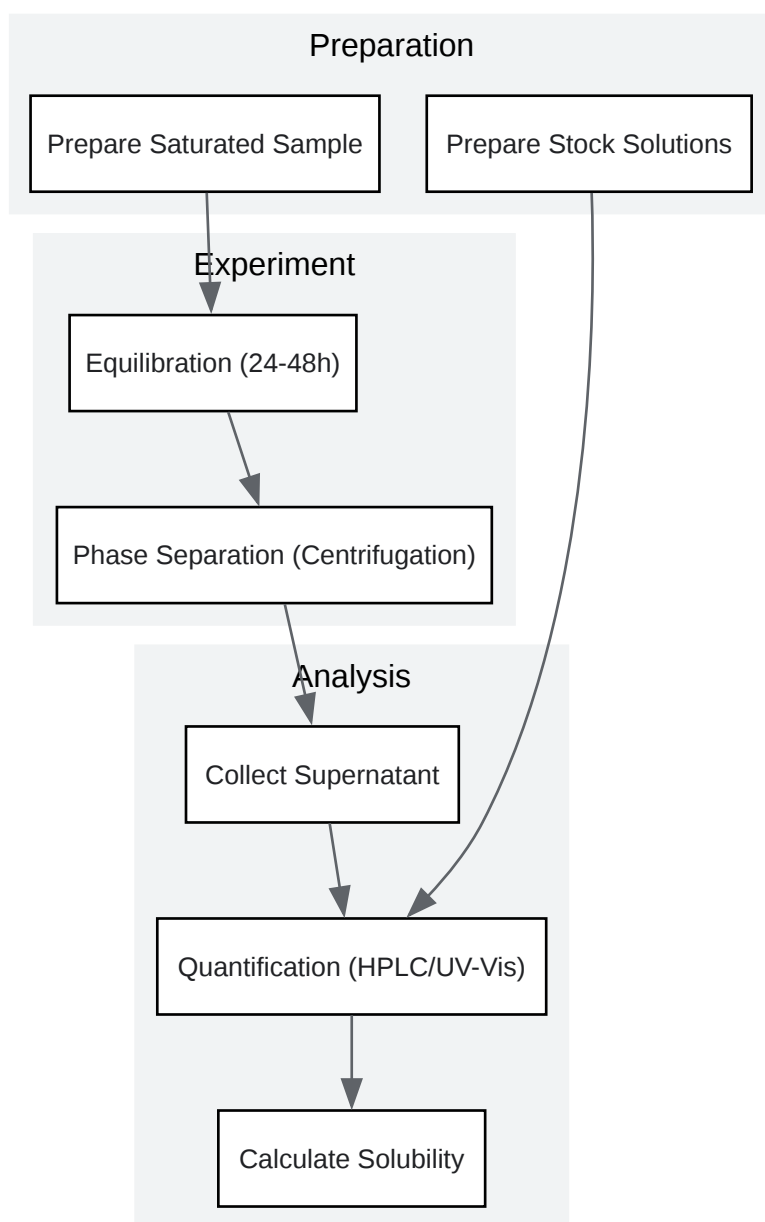 Preparation
Prepare Saturated Sample
Prepare Stock Solutions
Experiment
Equilibration (24-48h)
Phase Separation (Centrifugation)
Analysis
Collect Supernatant
Quantification (HPLC/UV-Vis)
Calculate Solubility